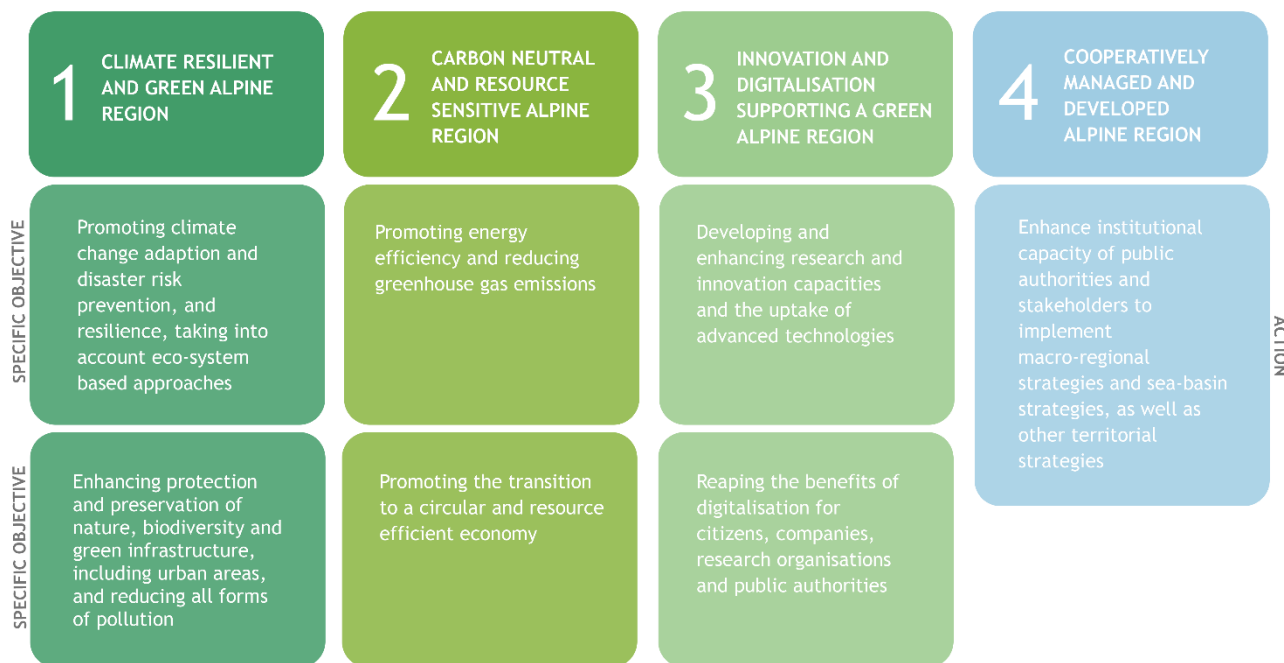 1
CLIMATE RESILIENT
AND GREEN ALPINE
REGION
2
CARBON NEUTRAL
AND RESOURCE
SENSITIVE ALPINE
REGION
3
INNOVATION AND
DIGITALISATION
SUPPORTING A GREEN
ALPINE REGION
4
COOPERATIVELY
MANAGED AND
DEVELOPED
ALPINE REGION
SPECIFIC OBJECTIVE
Promoting climate
change adaption and
disaster risk
prevention, and
resilience, taking into
account eco-system
based approaches
Promoting energy
efficiency and reducing
greenhouse gas emissions
Developing and
enhancing research and
innovation capacities
and the uptake of
advanced technologies
Enhance institutional
capacity of public
authorities and
stakeholders to
implement
macro-regional
strategies and sea-basin
strategies, as well as
other territorial
strategies
ACTION
SPECIFIC OBJECTIVE
Enhancing protection
and preservation of
nature, biodiversity and
green infrastructure,
including urban areas,
and reducing all forms
of pollution
Promoting the transition
to a circular and resource
efficient economy
Reaping the benefits of
digitalisation for
citizens, companies,
research organisations
and public authorities